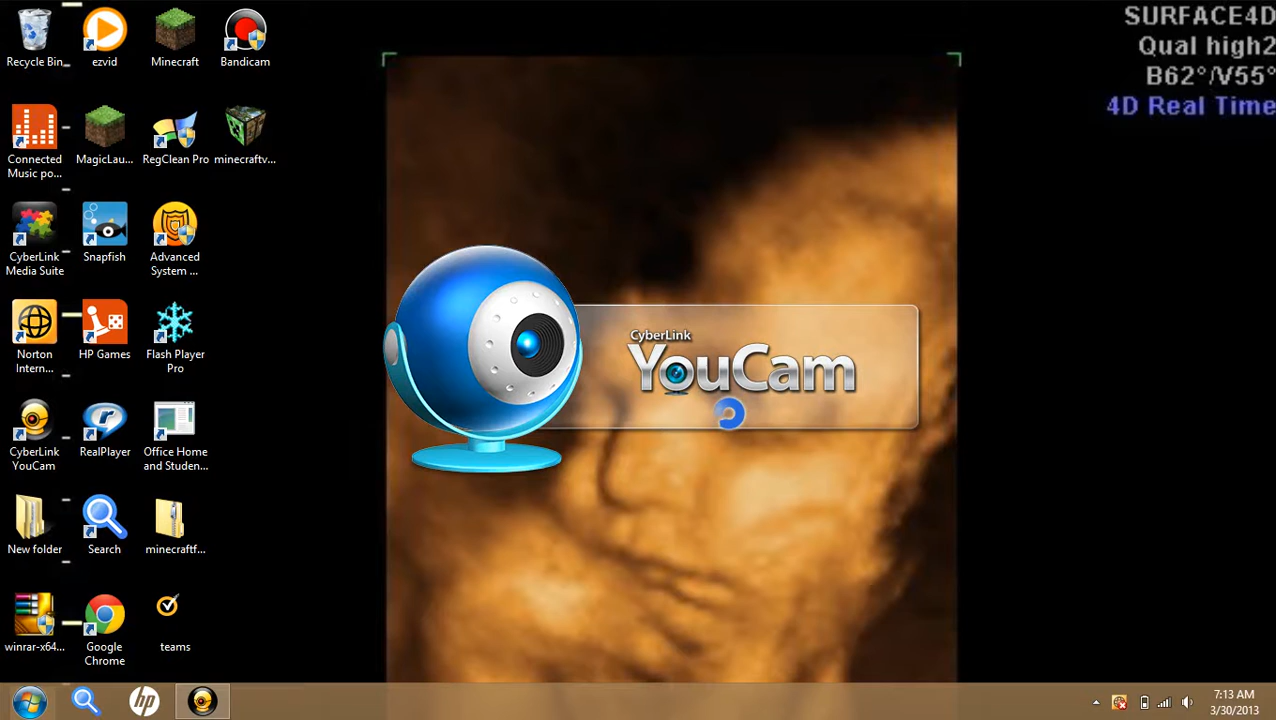 SURFACE4D
Qual high2
B62°/V55°
4D Real Time
Recycle Bin
ezvid
Minecraft
Bandicam
Connected
Music po...
MagicLau...
RegClean Pro
minecraftv...
CyberLink
Media Suite
Snapfish
Advanced
System ...
Norton
Intern...
HP Games
Flash Player
Pro
CyberLink
YouCam
RealPlayer
Office Home
and Studen...
New folder
Search
minecraftf...
winrar-x64...
Google
Chrome
teams
CyberLink
YouCam
hp
7:13 AM
3/30/2013